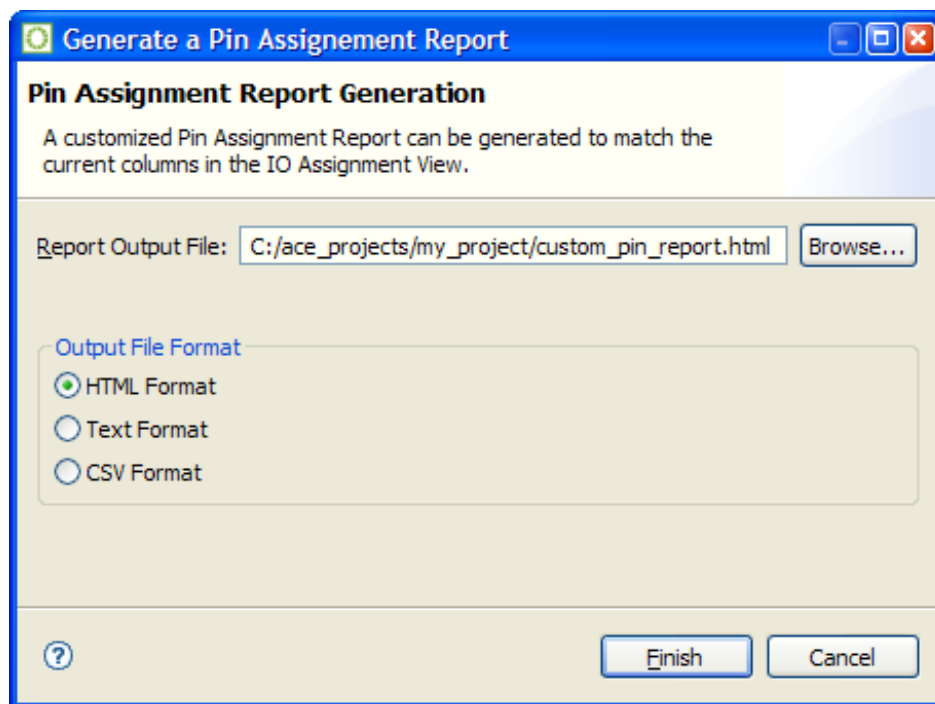 Generate a Pin Assignement Report
Pin Assignment Report Generation
A customized Pin Assignment Report can be generated to match the
current columns in the IO Assignment View.
Report Output File: C:/ace_projects/my_project/custom_pin_report.html Browse...
Output File Format
HTML Format
Text Format
CSV Format
? Finish Cancel